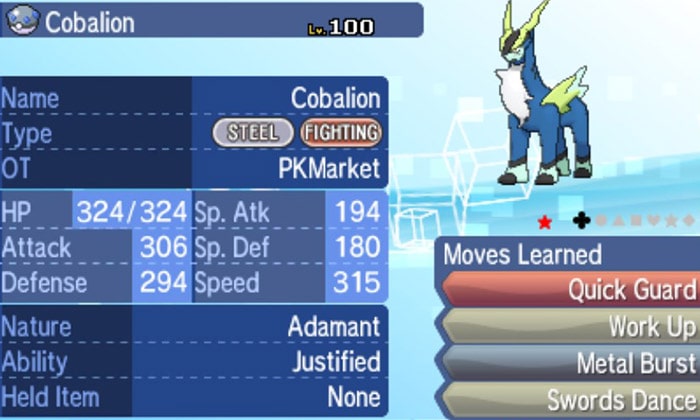 Cobalion Lv.100
Name Cobalion
Type STEEL FIGHTING
OT PKMarket
HP 324/324 Sp. Atk 194
Attack 306 Sp. Def 180
Defense 294 Speed 315
Nature Adamant
Ability Justified
Held Item None
Moves Learned
Quick Guard
Work Up
Metal Burst
Swords Dance